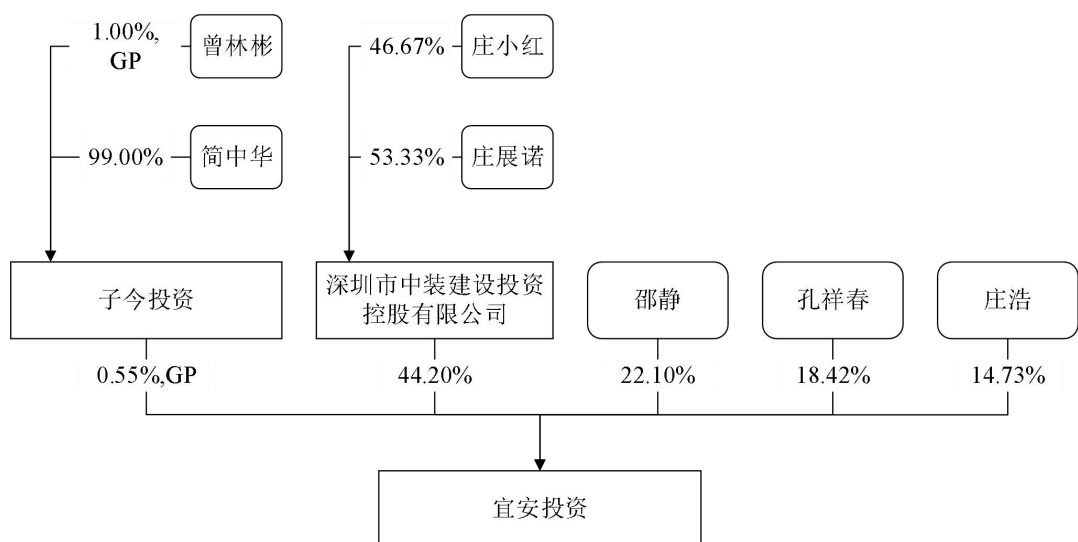 1.00%,
GP
曾林彬
46.67%
庄小红
99.00%
简中华
53.33%
庄展诺
子今投资
深圳市中装建设投资
控股有限公司
邵静
孔祥春
庄浩
0.55%,GP
44.20%
22.10%
18.42%
14.73%
宜安投资